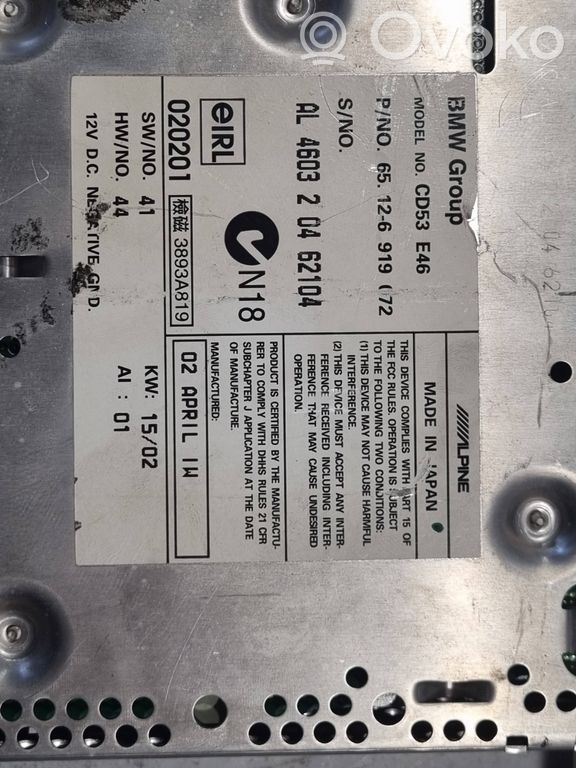 Ovoko
BMW Group
MODEL NO. CD53 E46
P/NO. 65. 12-6 919 072
S/NO.
AL 4603 2 04 62104
eIRL
020201
N18
検磁 3893A819
SW/NO. 41
HW/NO. 44
12V D.C. NEGATIVE GND.
KW: 15/02
AI : 01
ALPINE
MADE IN JAPAN
THIS DEVICE COMPLIES WITH PART 15 OF
THE FCC RULES. OPERATION IS SUBJECT
TO THE FOLLOWING TWO CONDITIONS:
(1) THIS DEVICE MAY NOT CAUSE HARMFUL
INTERFERENCE.
(2) THIS DEVICE MUST ACCEPT ANY INTER-
FERENCE RECEIVED INCLUDING INTER-
FERENCE THAT MAY CAUSE UNDESIRED
OPERATION.
PRODUCT IS CERTIFIED BY THE MANUFACTU-
RER TO COMPLY WITH DHHS RULES 21 CFR
SUBCHAPTER J APPLICATION AT THE DATE
OF MANUFACTURE.
MANUFACTURED:
02 APRIL IW